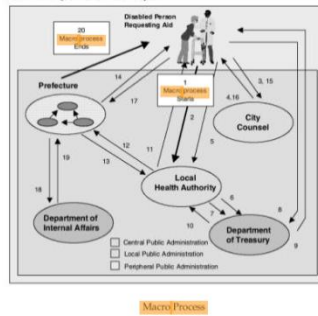 Disabled Person
Requesting Aid
20
Macro process
Ends
1
Macro process
Starts
Prefecture
14
17
3, 15
4,16
City
Counsel
2
5
11
12
13
19
18
Local
Health Authority
6
7
10
8
9
Department of
Internal Affairs
Department
of Treasury
Central Public Administration
Local Public Administration
Peripheral Public Administration
Macro Process